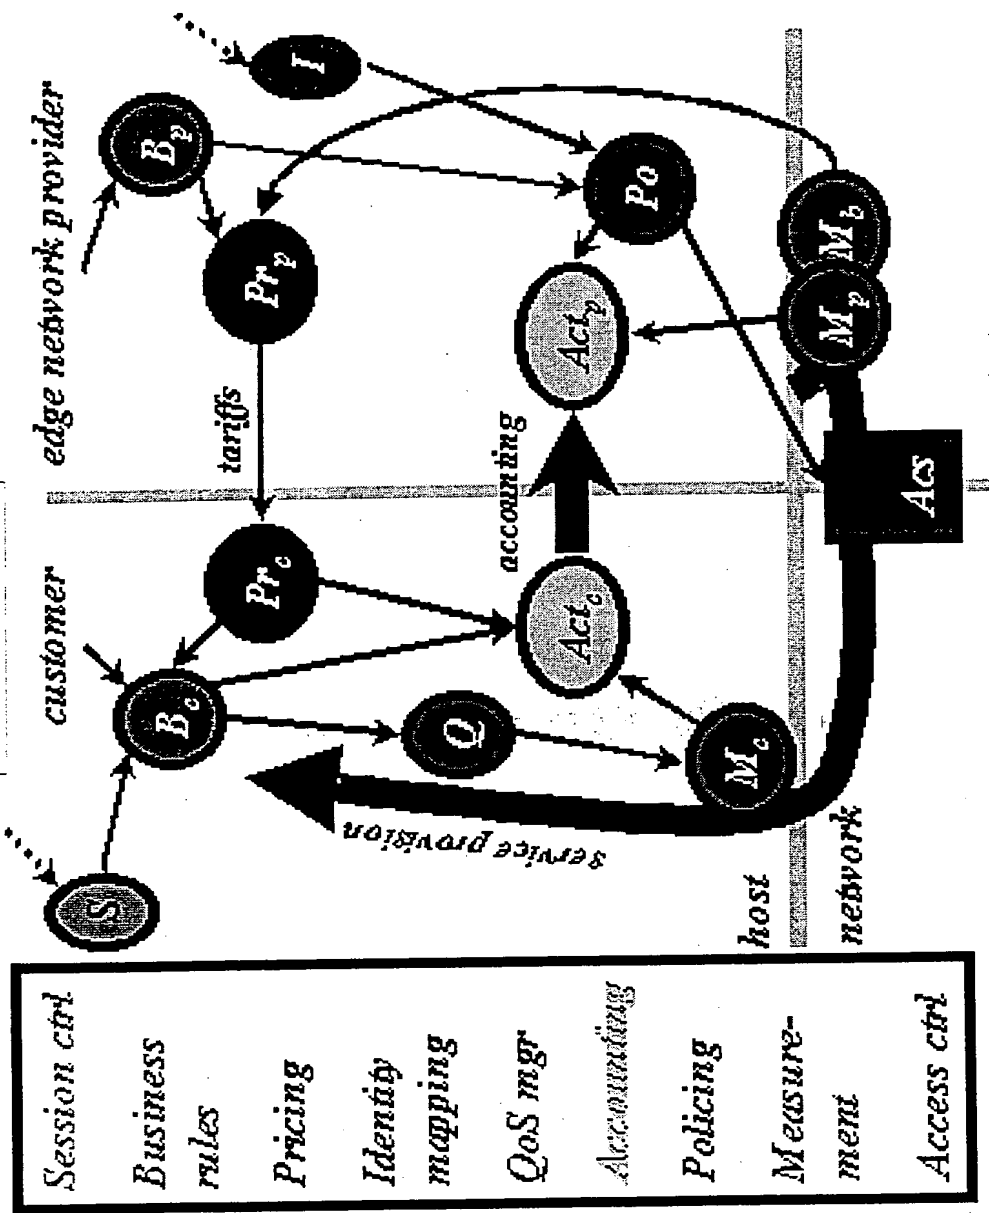 Session ctrl
Business
rules
Pricing
Identity
mapping
QoS mgr
Accounting
Policing
Measure-
ment
Access ctrl
customer
edge network provider
S
B_c
B_p
I
Pr_c
tariffs
Pr_p
Q
service provision
accounting
Act_c
Act_p
Po
M_c
M_p
M_b
host
network
Acs